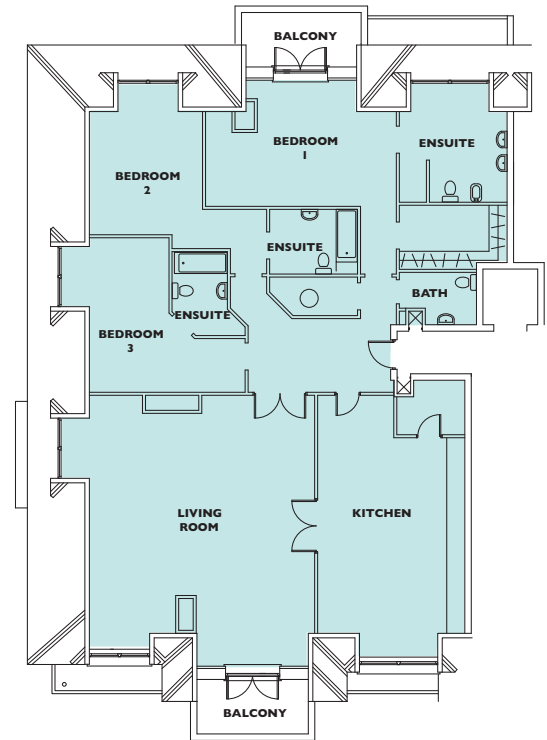 BALCONY
BEDROOM
1
ENSUITE
BEDROOM
2
ENSUITE
BATH
ENSUITE
BEDROOM
3
LIVING
ROOM
KITCHEN
BALCONY